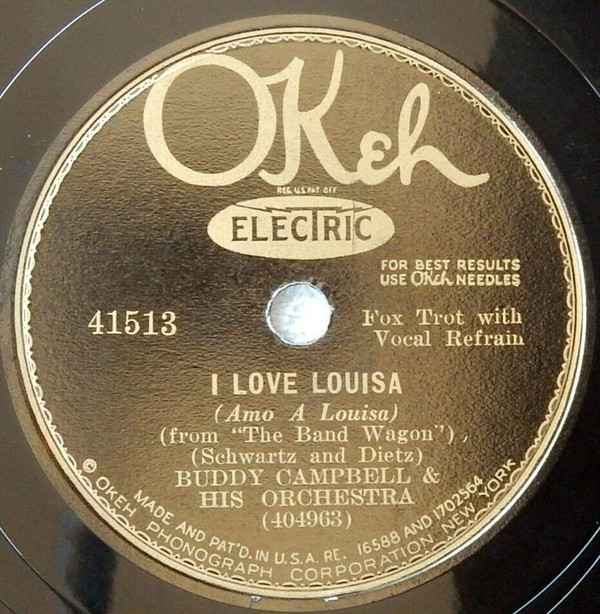 OKeh
REG. U.S. PAT. OFF.
ELECTRIC
FOR BEST RESULTS
USE OKeh NEEDLES
41513
Fox Trot with
Vocal Refrain
I LOVE LOUISA
(Amo A Louisa)
(from "The Band Wagon")
(Schwartz and Dietz)
BUDDY CAMPBELL &
HIS ORCHESTRA
(404963)
MADE AND PAT'D. IN U.S.A. RE. 16588 AND 1702564
© OKEH PHONOGRAPH CORPORATION, NEW YORK